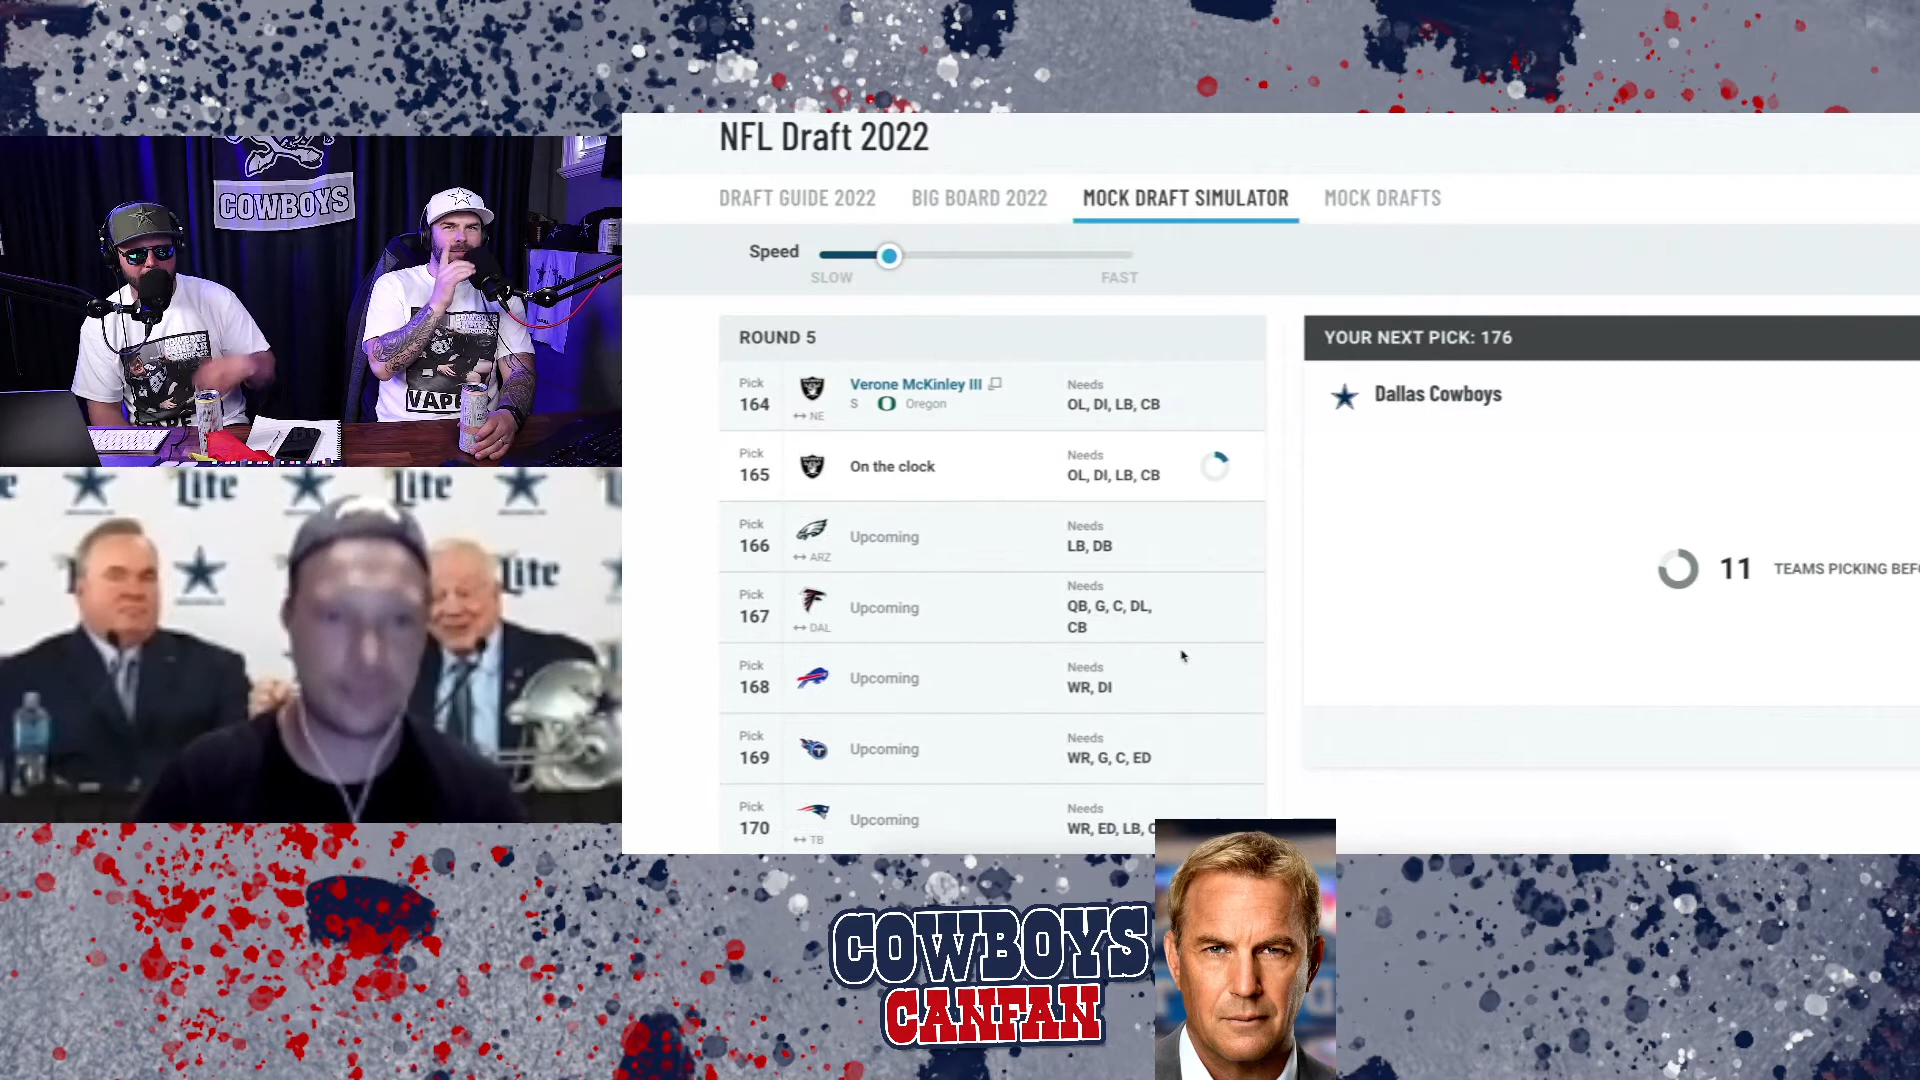 NFL Draft 2022
DRAFT GUIDE 2022
BIG BOARD 2022
MOCK DRAFT SIMULATOR
MOCK DRAFTS
Speed
SLOW
FAST
ROUND 5
Pick
164
↔ NE
Verone McKinley III
S
Oregon
Needs
OL, DI, LB, CB
Pick
165
On the clock
Needs
OL, DI, LB, CB
Pick
166
↔ ARZ
Upcoming
Needs
LB, DB
Pick
167
↔ DAL
Upcoming
Needs
QB, G, C, DL,
CB
Pick
168
Upcoming
Needs
WR, DI
Pick
169
Upcoming
Needs
WR, G, C, ED
Pick
170
↔ TB
Upcoming
Needs
WR, ED, LB,
YOUR NEXT PICK: 176
Dallas Cowboys
11
TEAMS PICKING
COWBOYS
COWBOYS
CANFAN
VAPE
Lite
Lite
Lite
COWBOYS
CANFAN